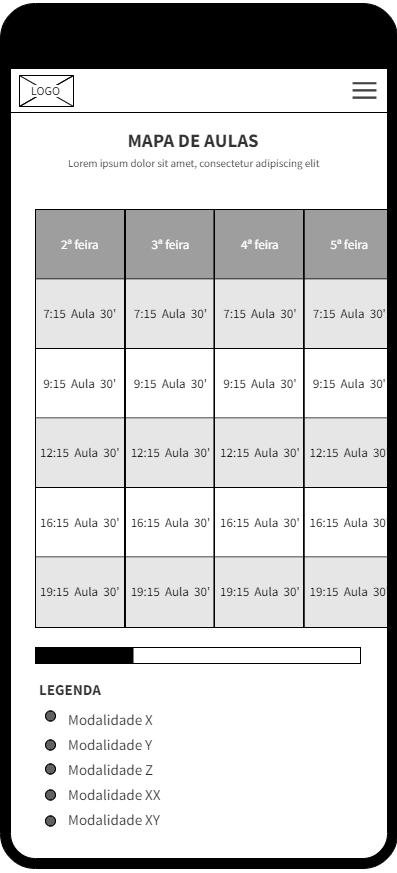 LOGO
MAPA DE AULAS
Lorem ipsum dolor sit amet, consectetur adipiscing elit
2ª feira 3ª feira 4ª feira 5ª feira
7:15 Aula 30' 7:15 Aula 30' 7:15 Aula 30' 7:15 Aula 30'
9:15 Aula 30' 9:15 Aula 30' 9:15 Aula 30' 9:15 Aula 30'
12:15 Aula 30' 12:15 Aula 30' 12:15 Aula 30' 12:15 Aula 30
16:15 Aula 30' 16:15 Aula 30' 16:15 Aula 30' 16:15 Aula 30
19:15 Aula 30' 19:15 Aula 30' 19:15 Aula 30' 19:15 Aula 30
LEGENDA
Modalidade X
Modalidade Y
Modalidade Z
Modalidade XX
Modalidade XY